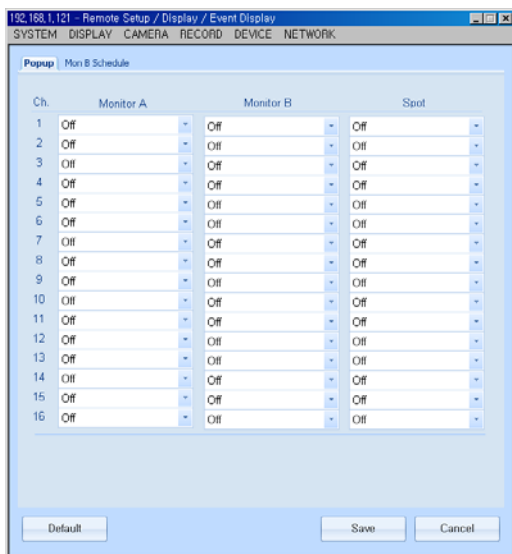 192,168,1,121 - Remote Setup / Display / Event Display
SYSTEM DISPLAY CAMERA RECORD DEVICE NETWORK
Popup Mon B Schedule
Ch. Monitor A Monitor B Spot
1 Off Off Off
2 Off Off Off
3 Off Off Off
4 Off Off Off
5 Off Off Off
6 Off Off Off
7 Off Off Off
8 Off Off Off
9 Off Off Off
10 Off Off Off
11 Off Off Off
12 Off Off Off
13 Off Off Off
14 Off Off Off
15 Off Off Off
16 Off Off Off
Default Save Cancel